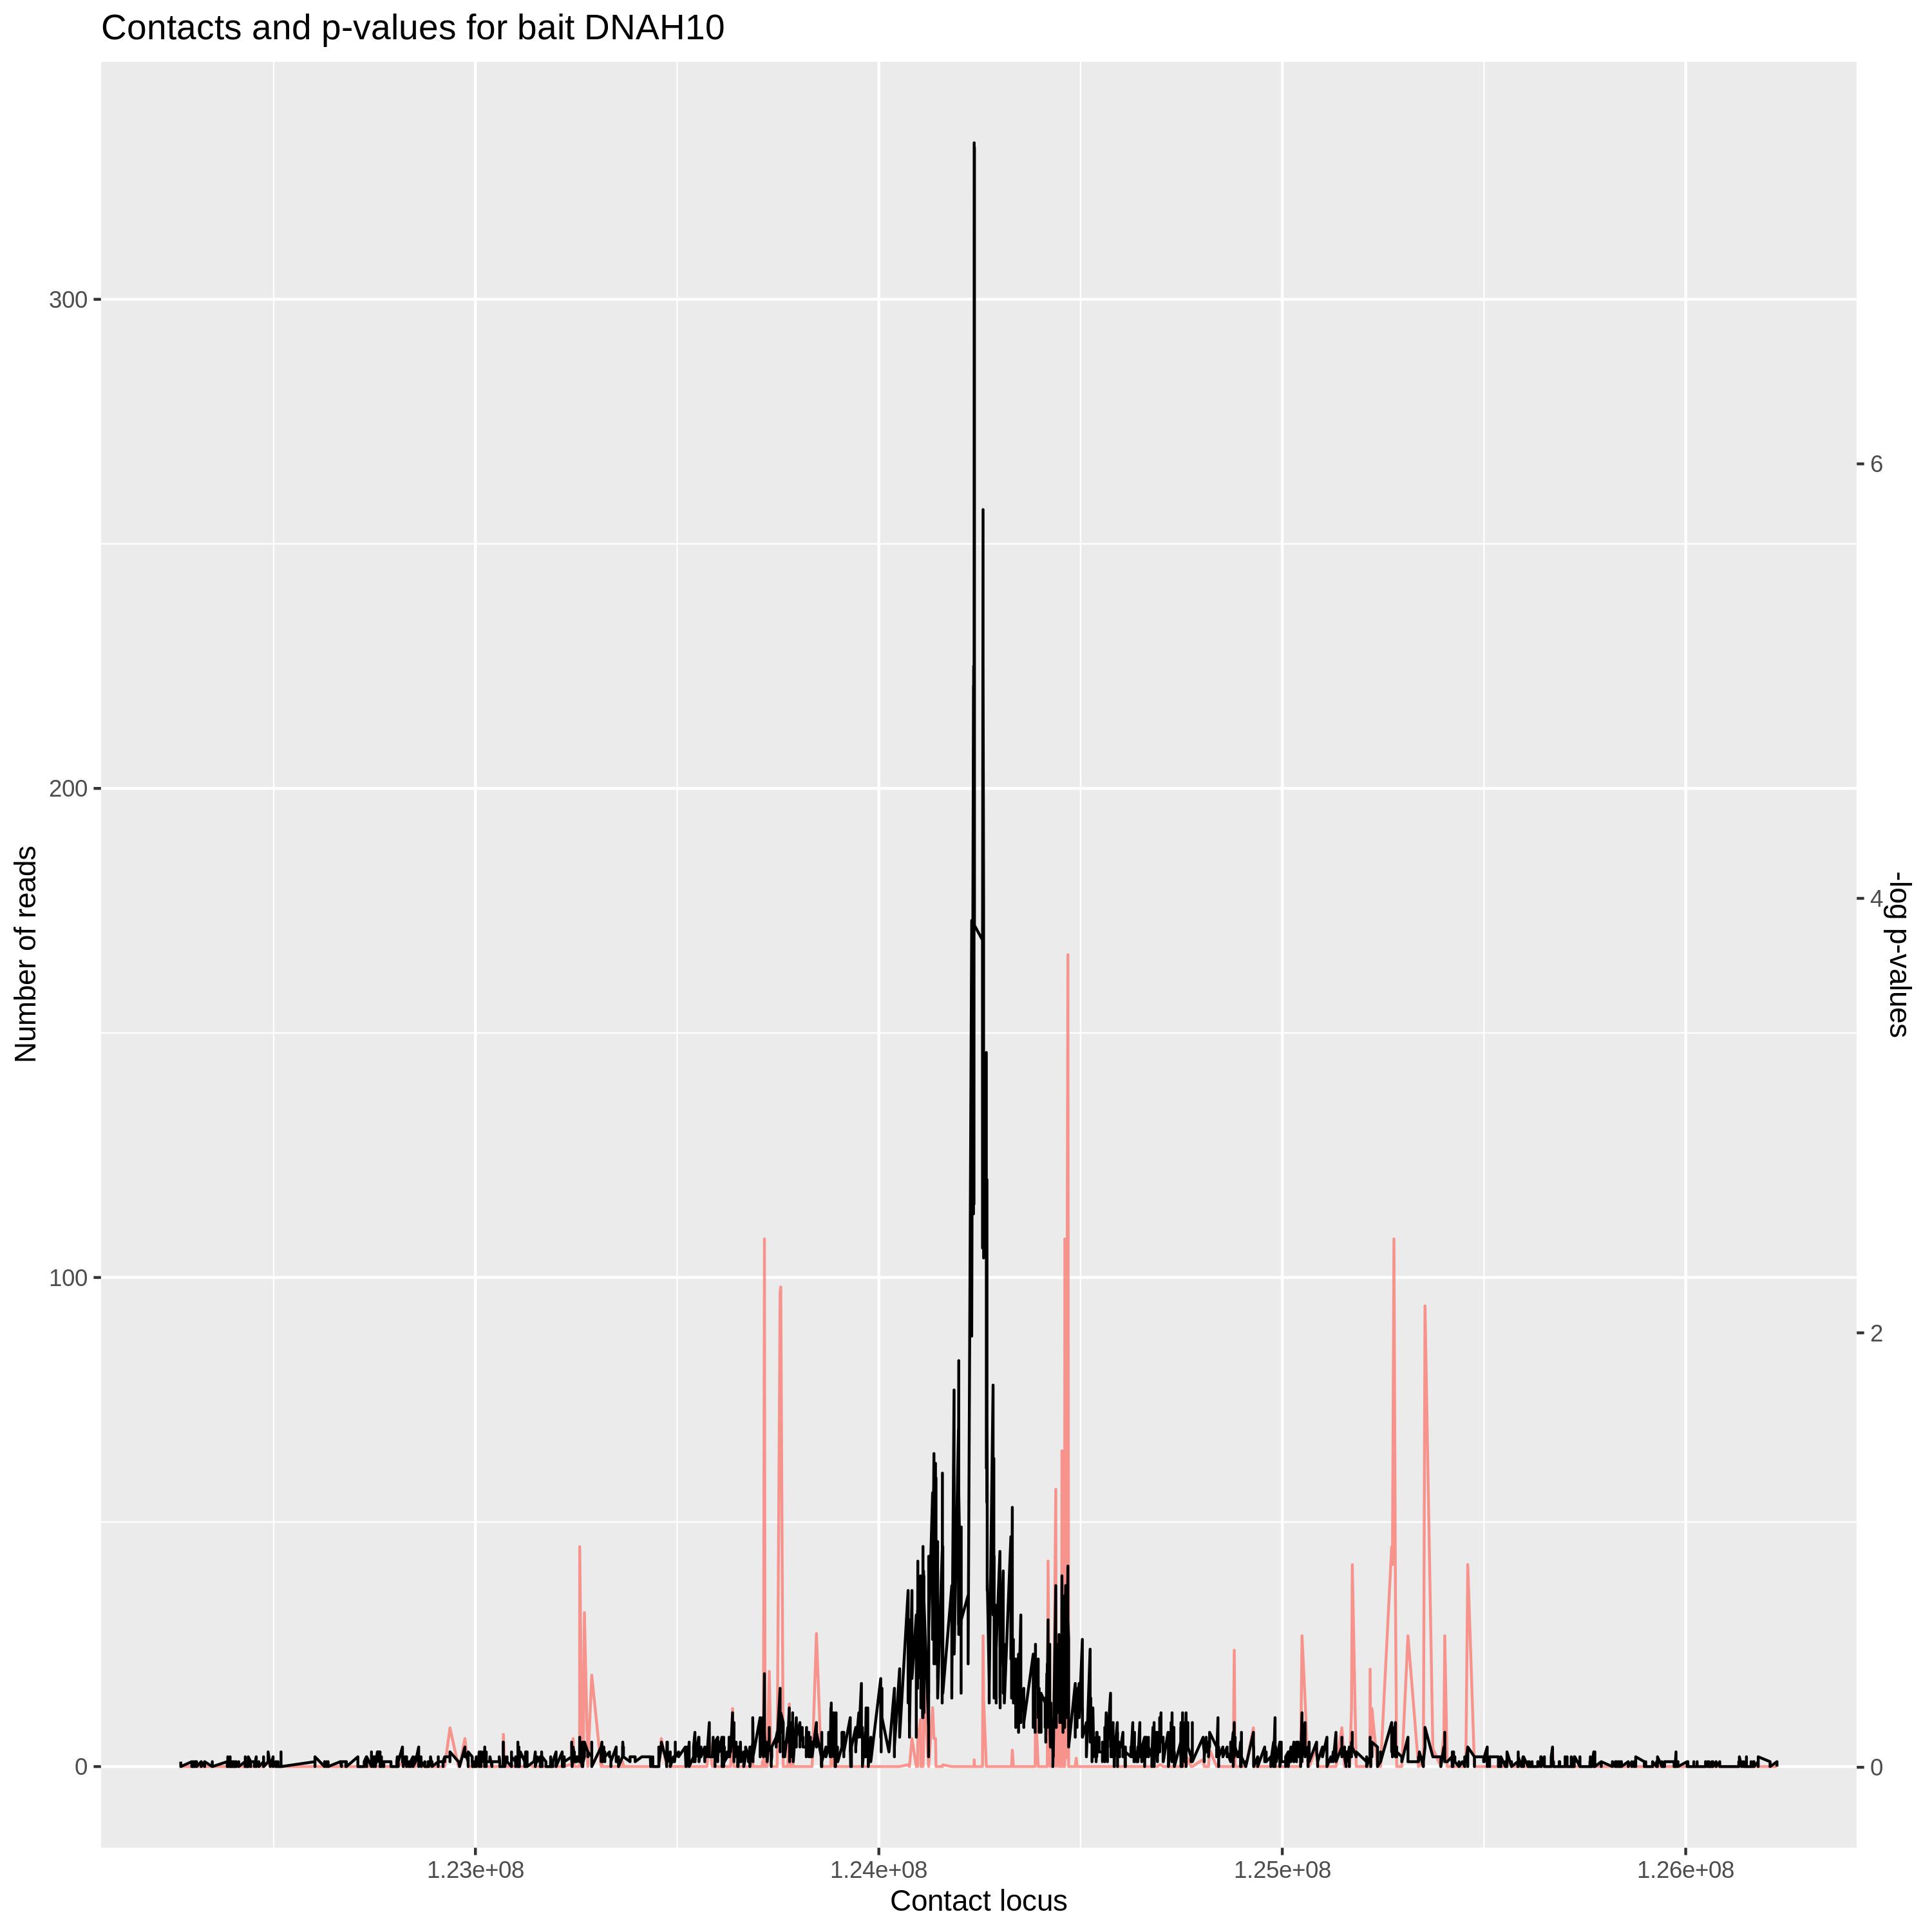 Contacts and p-values for bait DNAH10
Number of reads
300
200
100
0
6
4
2
0
-log p-values
1.23e+08
1.24e+08
1.25e+08
1.26e+08
Contact locus